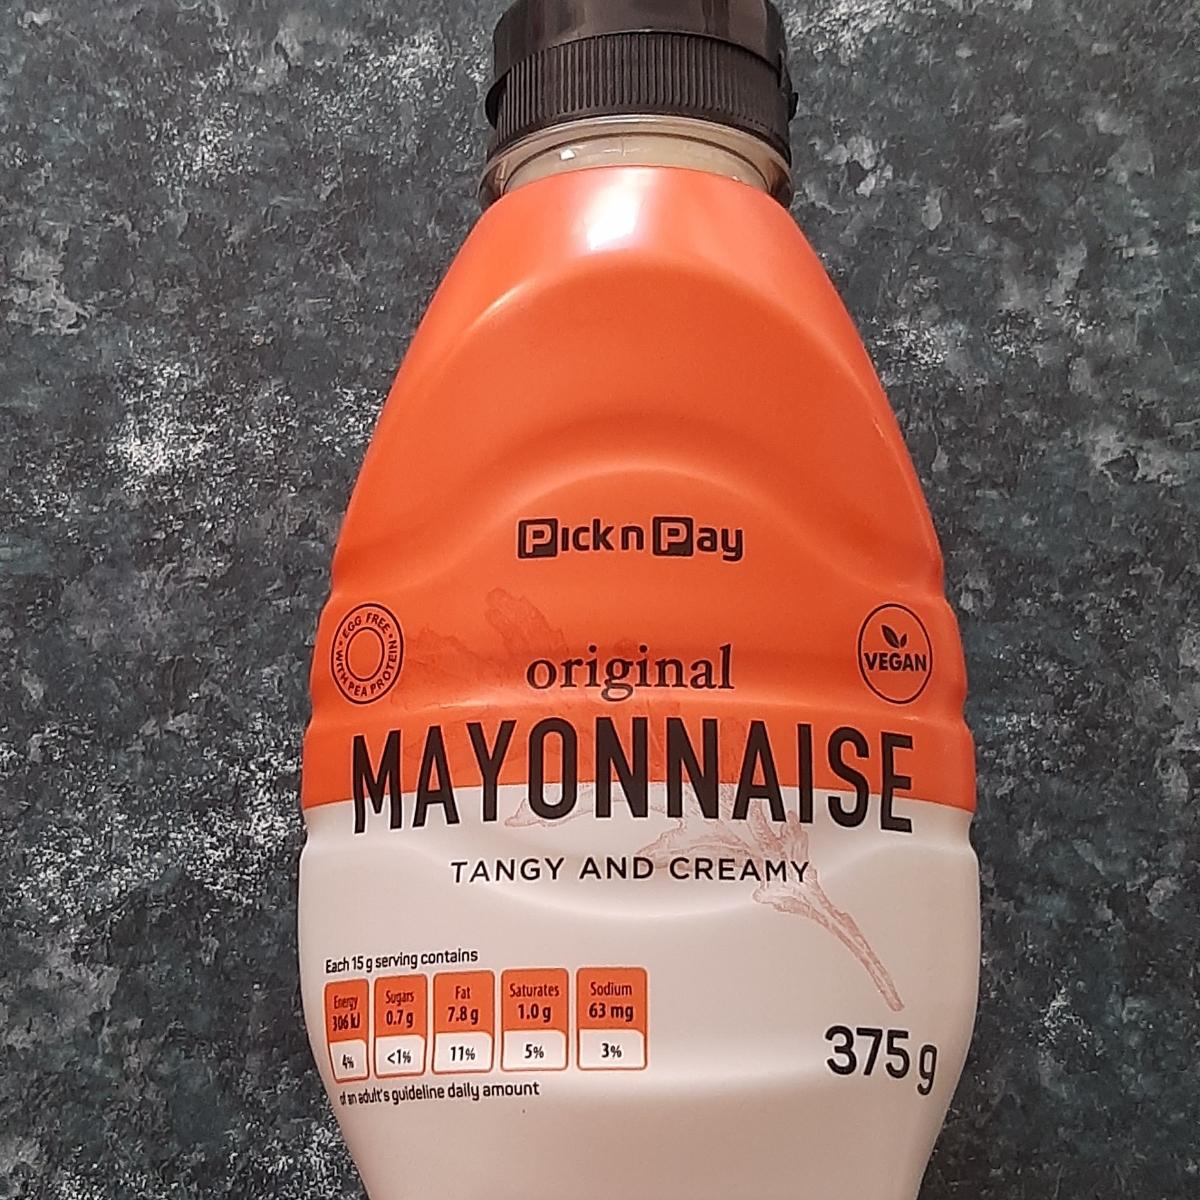 Pick n Pay
EGG FREE • WITH PEA PROTEIN •
VEGAN
original
MAYONNAISE
TANGY AND CREAMY
Each 15 g serving contains
Energy Sugars Fat Saturates Sodium
306 kJ 0.7 g 7.8 g 1.0 g 63 mg
4% <1% 11% 5% 3%
of an adult's guideline daily amount
375 g